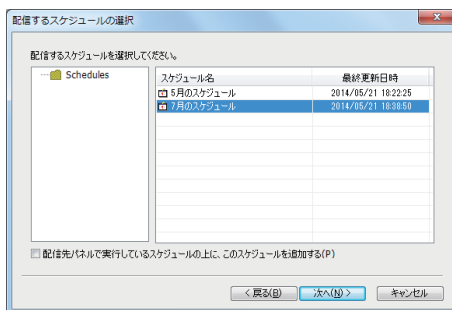 配信するスケジュールの選択
配信するスケジュールを選択してください。
Schedules
スケジュール名 最終更新日時
5月のスケジュール 2014/05/21 18:22:25
7月のスケジュール 2014/05/21 18:38:50
配信先パネルで実行しているスケジュールの上に、このスケジュールを追加する(P)
< 戻る(B) 次へ(N) > キャンセル